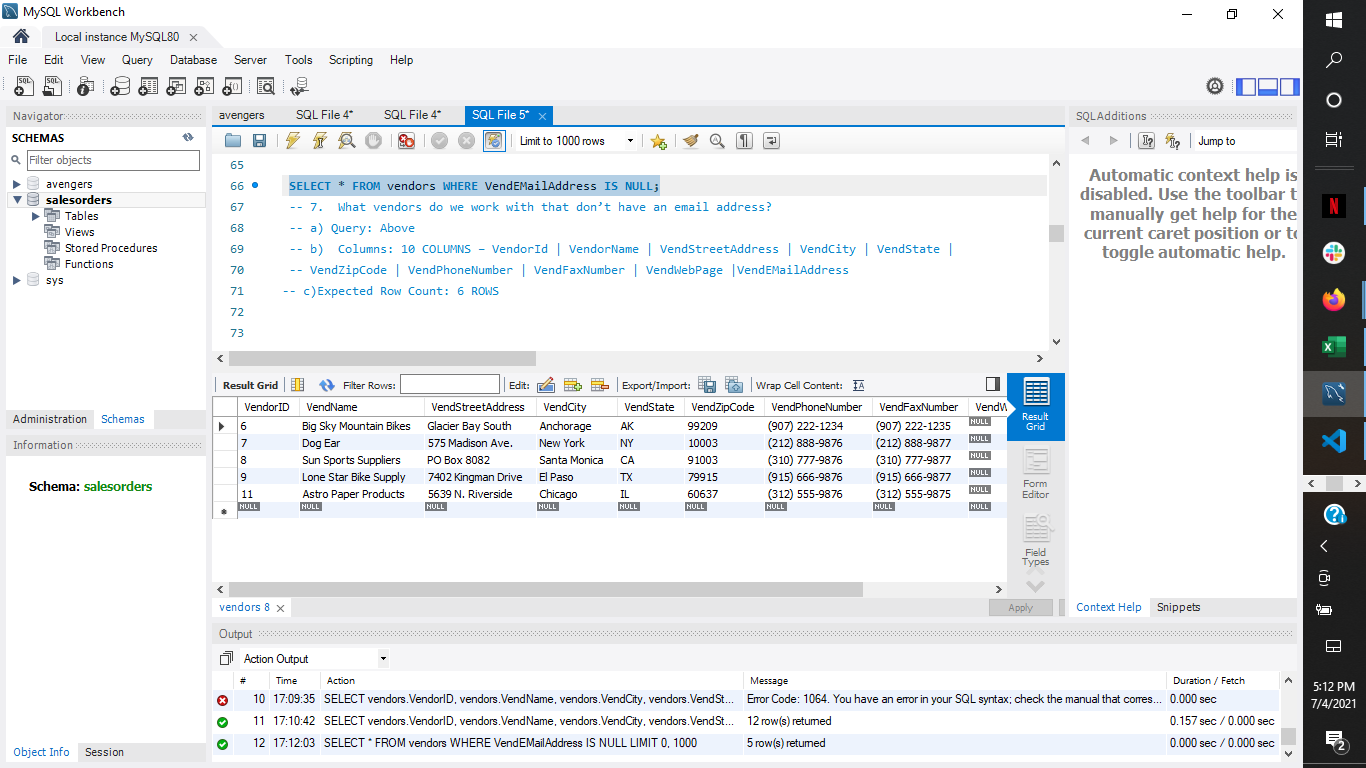 MySQL Workbench
Local instance MySQL80
File Edit View Query Database Server Tools Scripting Help
Navigator
SCHEMAS
Filter objects
avengers
salesorders
Tables
Views
Stored Procedures
Functions
sys
Administration Schemas
Information
Schema: salesorders
Object Info Session
avengers SQL File 4* SQL File 4* SQL File 5*
Limit to 1000 rows
65
66 SELECT * FROM vendors WHERE VendEMailAddress IS NULL;
67 -- 7. What vendors do we work with that don’t have an email address?
68 -- a) Query: Above
69 -- b) Columns: 10 COLUMNS – VendorId | VendorName | VendStreetAddress | VendCity | VendState |
70 -- VendZipCode | VendPhoneNumber | VendFaxNumber | VendWebPage |VendEMailAddress
71 -- c)Expected Row Count: 6 ROWS
72
73
Result Grid Filter Rows: Edit: Export/Import: Wrap Cell Content:
VendorID VendName VendStreetAddress VendCity VendState VendZipCode VendPhoneNumber VendFaxNumber VendW
6 Big Sky Mountain Bikes Glacier Bay South Anchorage AK 99209 (907) 222-1234 (907) 222-1235 NULL
7 Dog Ear 575 Madison Ave. New York NY 10003 (212) 888-9876 (212) 888-9877 NULL
8 Sun Sports Suppliers PO Box 8082 Santa Monica CA 91003 (310) 777-9876 (310) 777-9877 NULL
9 Lone Star Bike Supply 7402 Kingman Drive El Paso TX 79915 (915) 666-9876 (915) 666-9877 NULL
11 Astro Paper Products 5639 N. Riverside Chicago IL 60637 (312) 555-9876 (312) 555-9875 NULL
NULL NULL NULL NULL NULL NULL NULL NULL NULL
Result
Grid
Form
Editor
Field
Types
vendors 8
Apply
Output
Action Output
# Time Action Message Duration / Fetch
10 17:09:35 SELECT vendors.VendorID, vendors.VendName, vendors.VendCity, vendors.VendSt... Error Code: 1064. You have an error in your SQL syntax; check the manual that corres... 0.000 sec
11 17:10:42 SELECT vendors.VendorID, vendors.VendName, vendors.VendCity, vendors.VendSt... 12 row(s) returned 0.157 sec / 0.000 sec
12 17:12:03 SELECT * FROM vendors WHERE VendEMailAddress IS NULL LIMIT 0, 1000 5 row(s) returned 0.000 sec / 0.000 sec
SQLAdditions
Jump to
Automatic context help is
disabled. Use the toolbar t
manually get help for the
current caret position or to
toggle automatic help.
Context Help Snippets
5:12 PM
7/4/2021
2